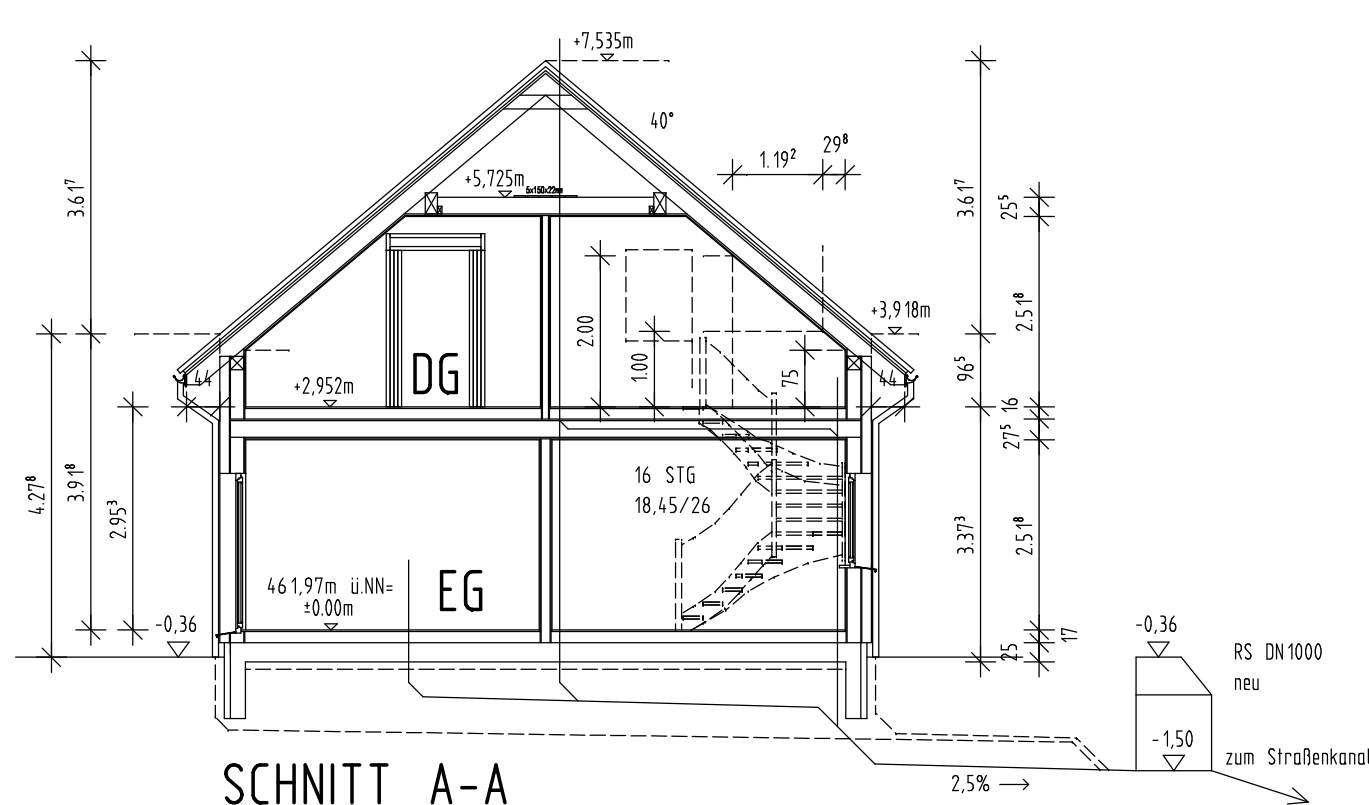 +7,535m
40°
1.19²
29⁸
3.61⁷
+5,725m
5x150x22mm
3.61⁷
25⁵
+3,918m
2.00
1.00
75
2.51⁸
DG
44
+2,952m
44
96⁵
16
27⁵
4.27⁸
3.91⁸
2.95³
16 STG
18,45/26
3.37³
2.51⁸
461,97m ü.NN=
±0.00m
EG
-0,36
-0,36
17
25
RS DN1000
neu
-1,50
zum Straßenkanal
2,5%
SCHNITT A-A